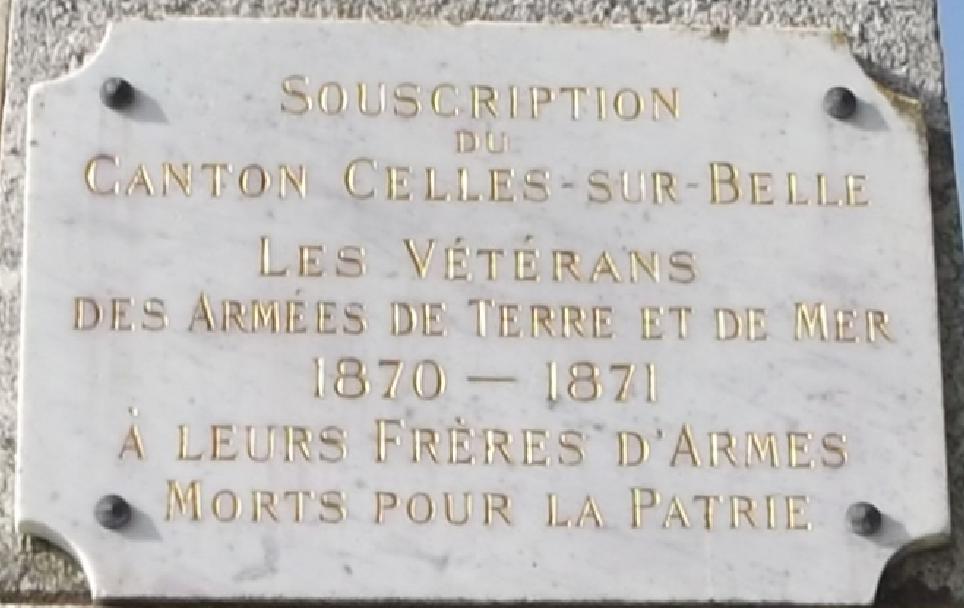 SOUSCRIPTION
DU
CANTON CELLES-SUR-BELLE
LES VÉTÉRANS
DES ARMÉES DE TERRE ET DE MER
1870 — 1871
À LEURS FRÈRES D'ARMES
MORTS POUR LA PATRIE